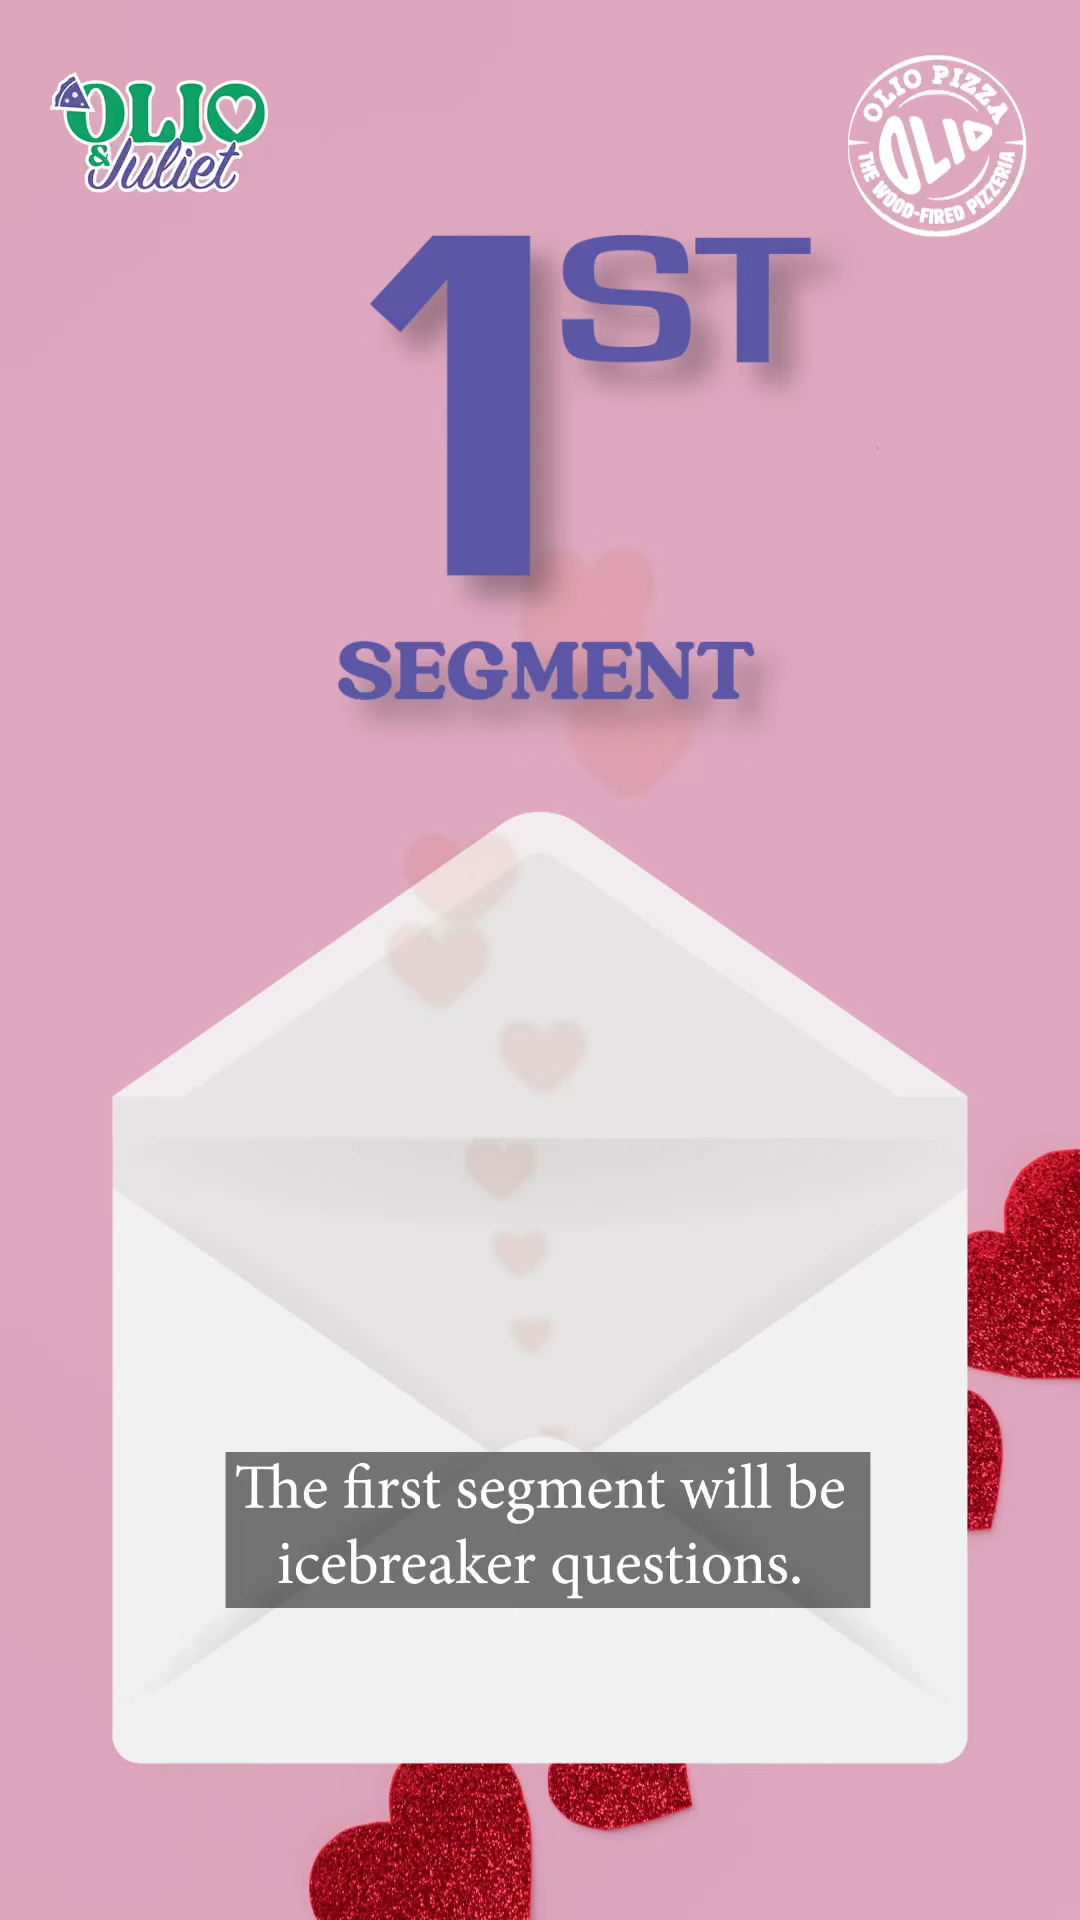 OLIO
& Juliet
OLIO PIZZA
OLIO
THE WOOD-FIRED PIZZERIA
1ST
SEGMENT
The first segment will be
icebreaker questions.